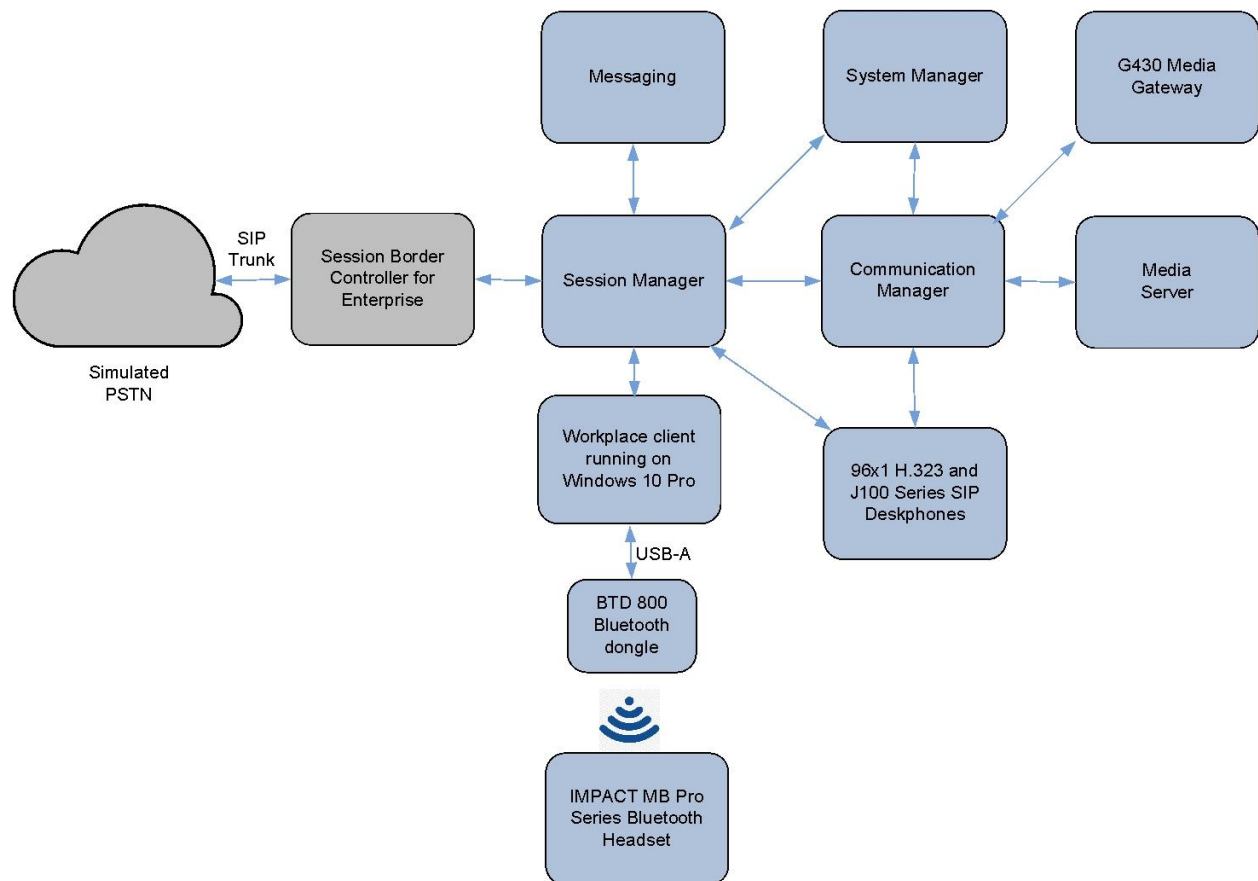 Messaging
System Manager
G430 Media
Gateway
SIP
Trunk
Session Border
Controller for
Enterprise
Session Manager
Communication
Manager
Media
Server
Simulated
PSTN
Workplace client
running on
Windows 10 Pro
96x1 H.323 and
J100 Series SIP
Deskphones
USB-A
BTD 800
Bluetooth
dongle
IMPACT MB Pro
Series Bluetooth
Headset